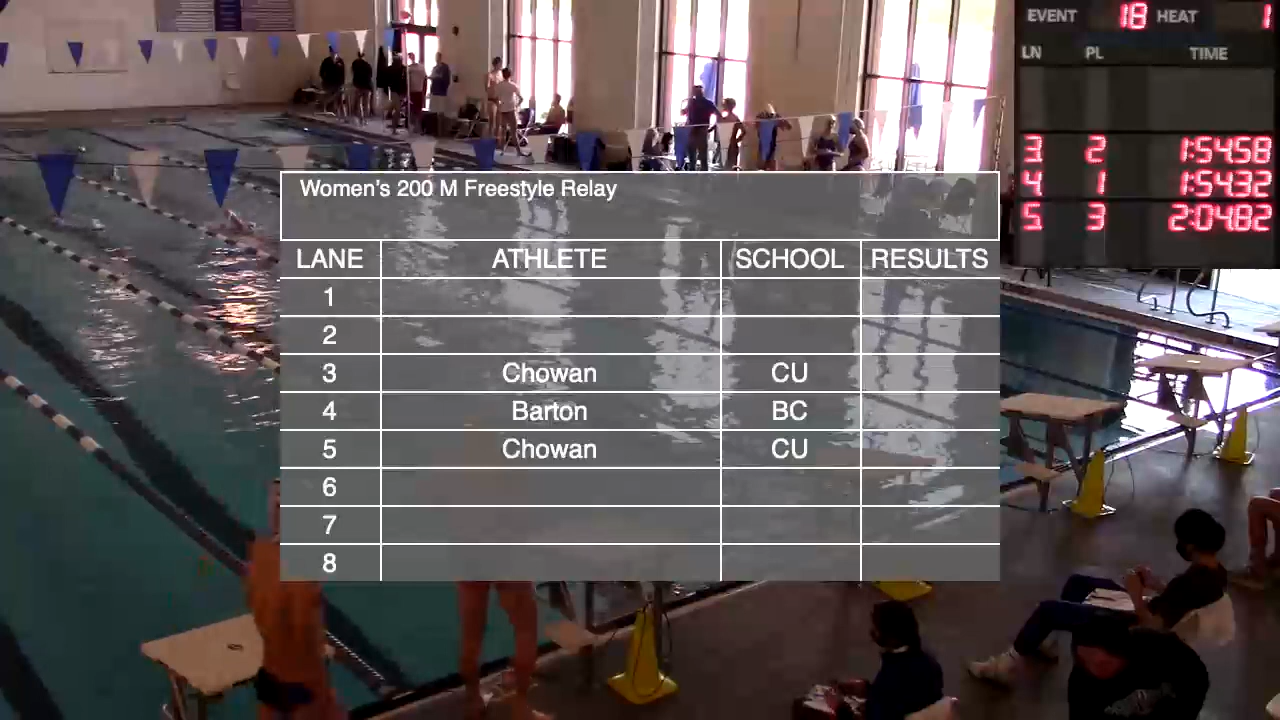 EVENT 18 HEAT 1
LN PL TIME
3 2 1:54.58
4 1 1:54.32
5 3 2:04.82
Women's 200 M Freestyle Relay
LANE ATHLETE SCHOOL RESULTS
1
2
3 Chowan CU
4 Barton BC
5 Chowan CU
6
7
8